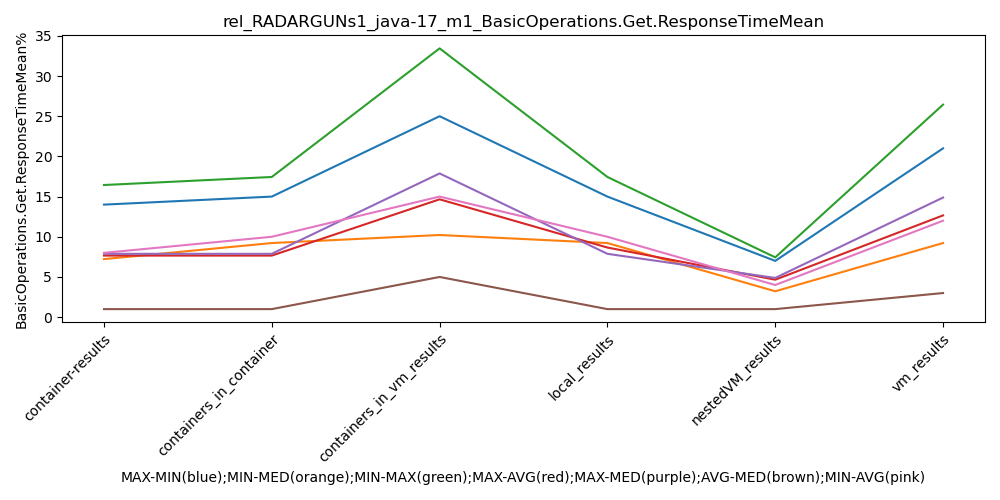 rel_RADARGUNs1_java-17_m1_BasicOperations.Get.ResponseTimeMean
BasicOperations.Get.ResponseTimeMean%
35
30
25
20
15
10
5
0
container-results
containers_in_container
containers_in_vm_results
local_results
nestedVM_results
vm_results
MAX-MIN(blue);MIN-MED(orange);MIN-MAX(green);MAX-AVG(red);MAX-MED(purple);AVG-MED(brown);MIN-AVG(pink)